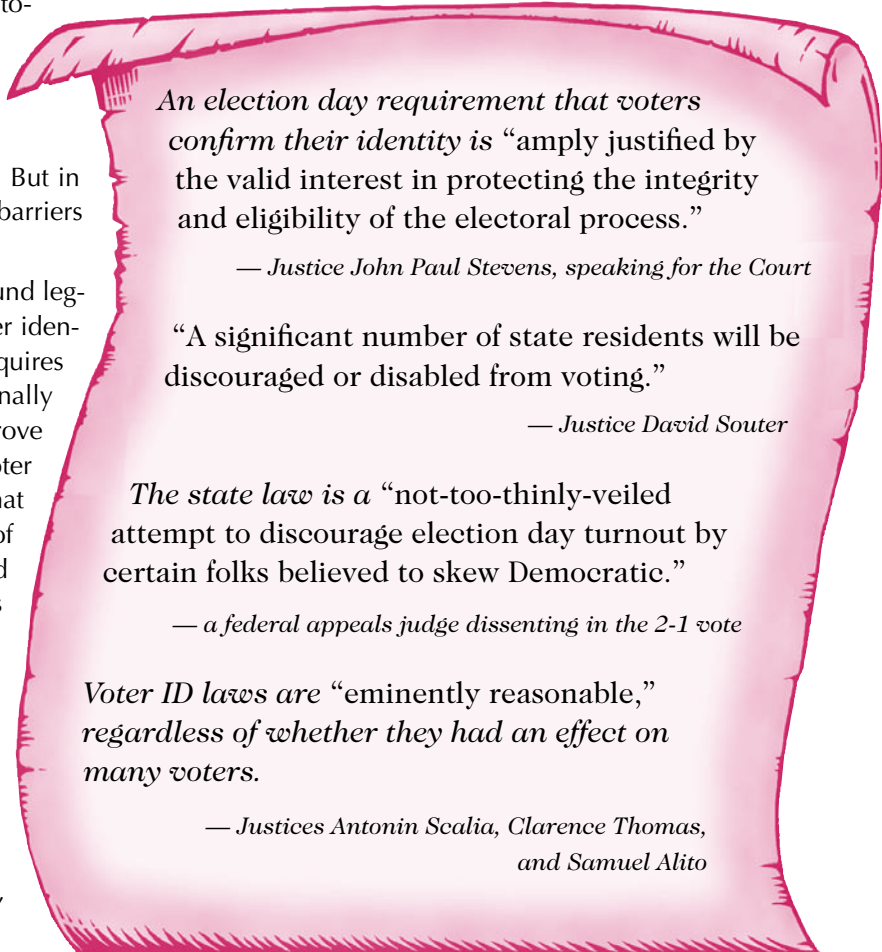 to-
But in
barriers
und leg-
er iden-
quires
nally
rove
oter
hat
of
d
s
,
An election day requirement that voters
confirm their identity is “amply justified by
the valid interest in protecting the integrity
and eligibility of the electoral process.”
— Justice John Paul Stevens, speaking for the Court
“A significant number of state residents will be
discouraged or disabled from voting.”
— Justice David Souter
The state law is a “not-too-thinly-veiled
attempt to discourage election day turnout by
certain folks believed to skew Democratic.”
— a federal appeals judge dissenting in the 2-1 vote
Voter ID laws are “eminently reasonable,”
regardless of whether they had an effect on
many voters.
— Justices Antonin Scalia, Clarence Thomas,
and Samuel Alito